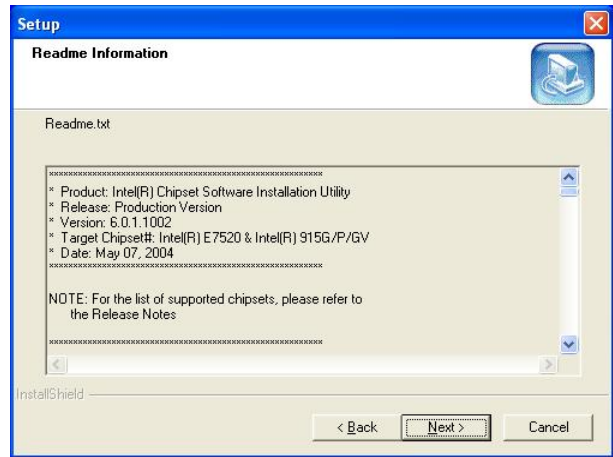 Setup
Readme Information
Readme.txt
********************************************************
* Product: Intel(R) Chipset Software Installation Utility
* Release: Production Version
* Version: 6.0.1.1002
* Target Chipset#: Intel(R) E7520 & Intel(R) 915G/P/GV
* Date: May 07, 2004
********************************************************
NOTE: For the list of supported chipsets, please refer to
the Release Notes
********************************************************
InstallShield
< Back
Next >
Cancel